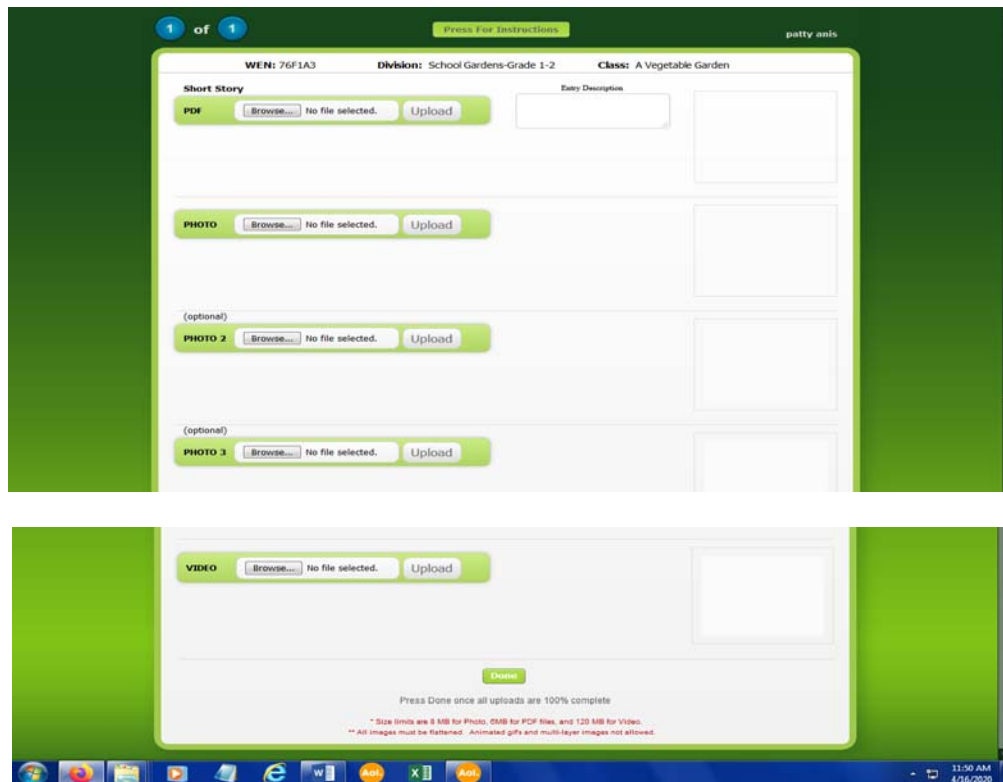 1 of 1
Press For Instructions
patty anis
WEN: 76F1A3 Division: School Gardens-Grade 1-2 Class: A Vegetable Garden
Short Story
Entry Description
PDF Browse... No file selected. Upload
PHOTO Browse... No file selected. Upload
(optional)
PHOTO 2 Browse... No file selected. Upload
(optional)
PHOTO 3 Browse... No file selected. Upload
VIDEO Browse... No file selected. Upload
Done
Press Done once all uploads are 100% complete
* Size limits are 8 MB for Photo, 6MB for PDF files, and 120 MB for Video.
** All images must be flattened. Animated gifs and multi-layer images not allowed.
Aol. Aol.
11:50 AM
4/16/2020